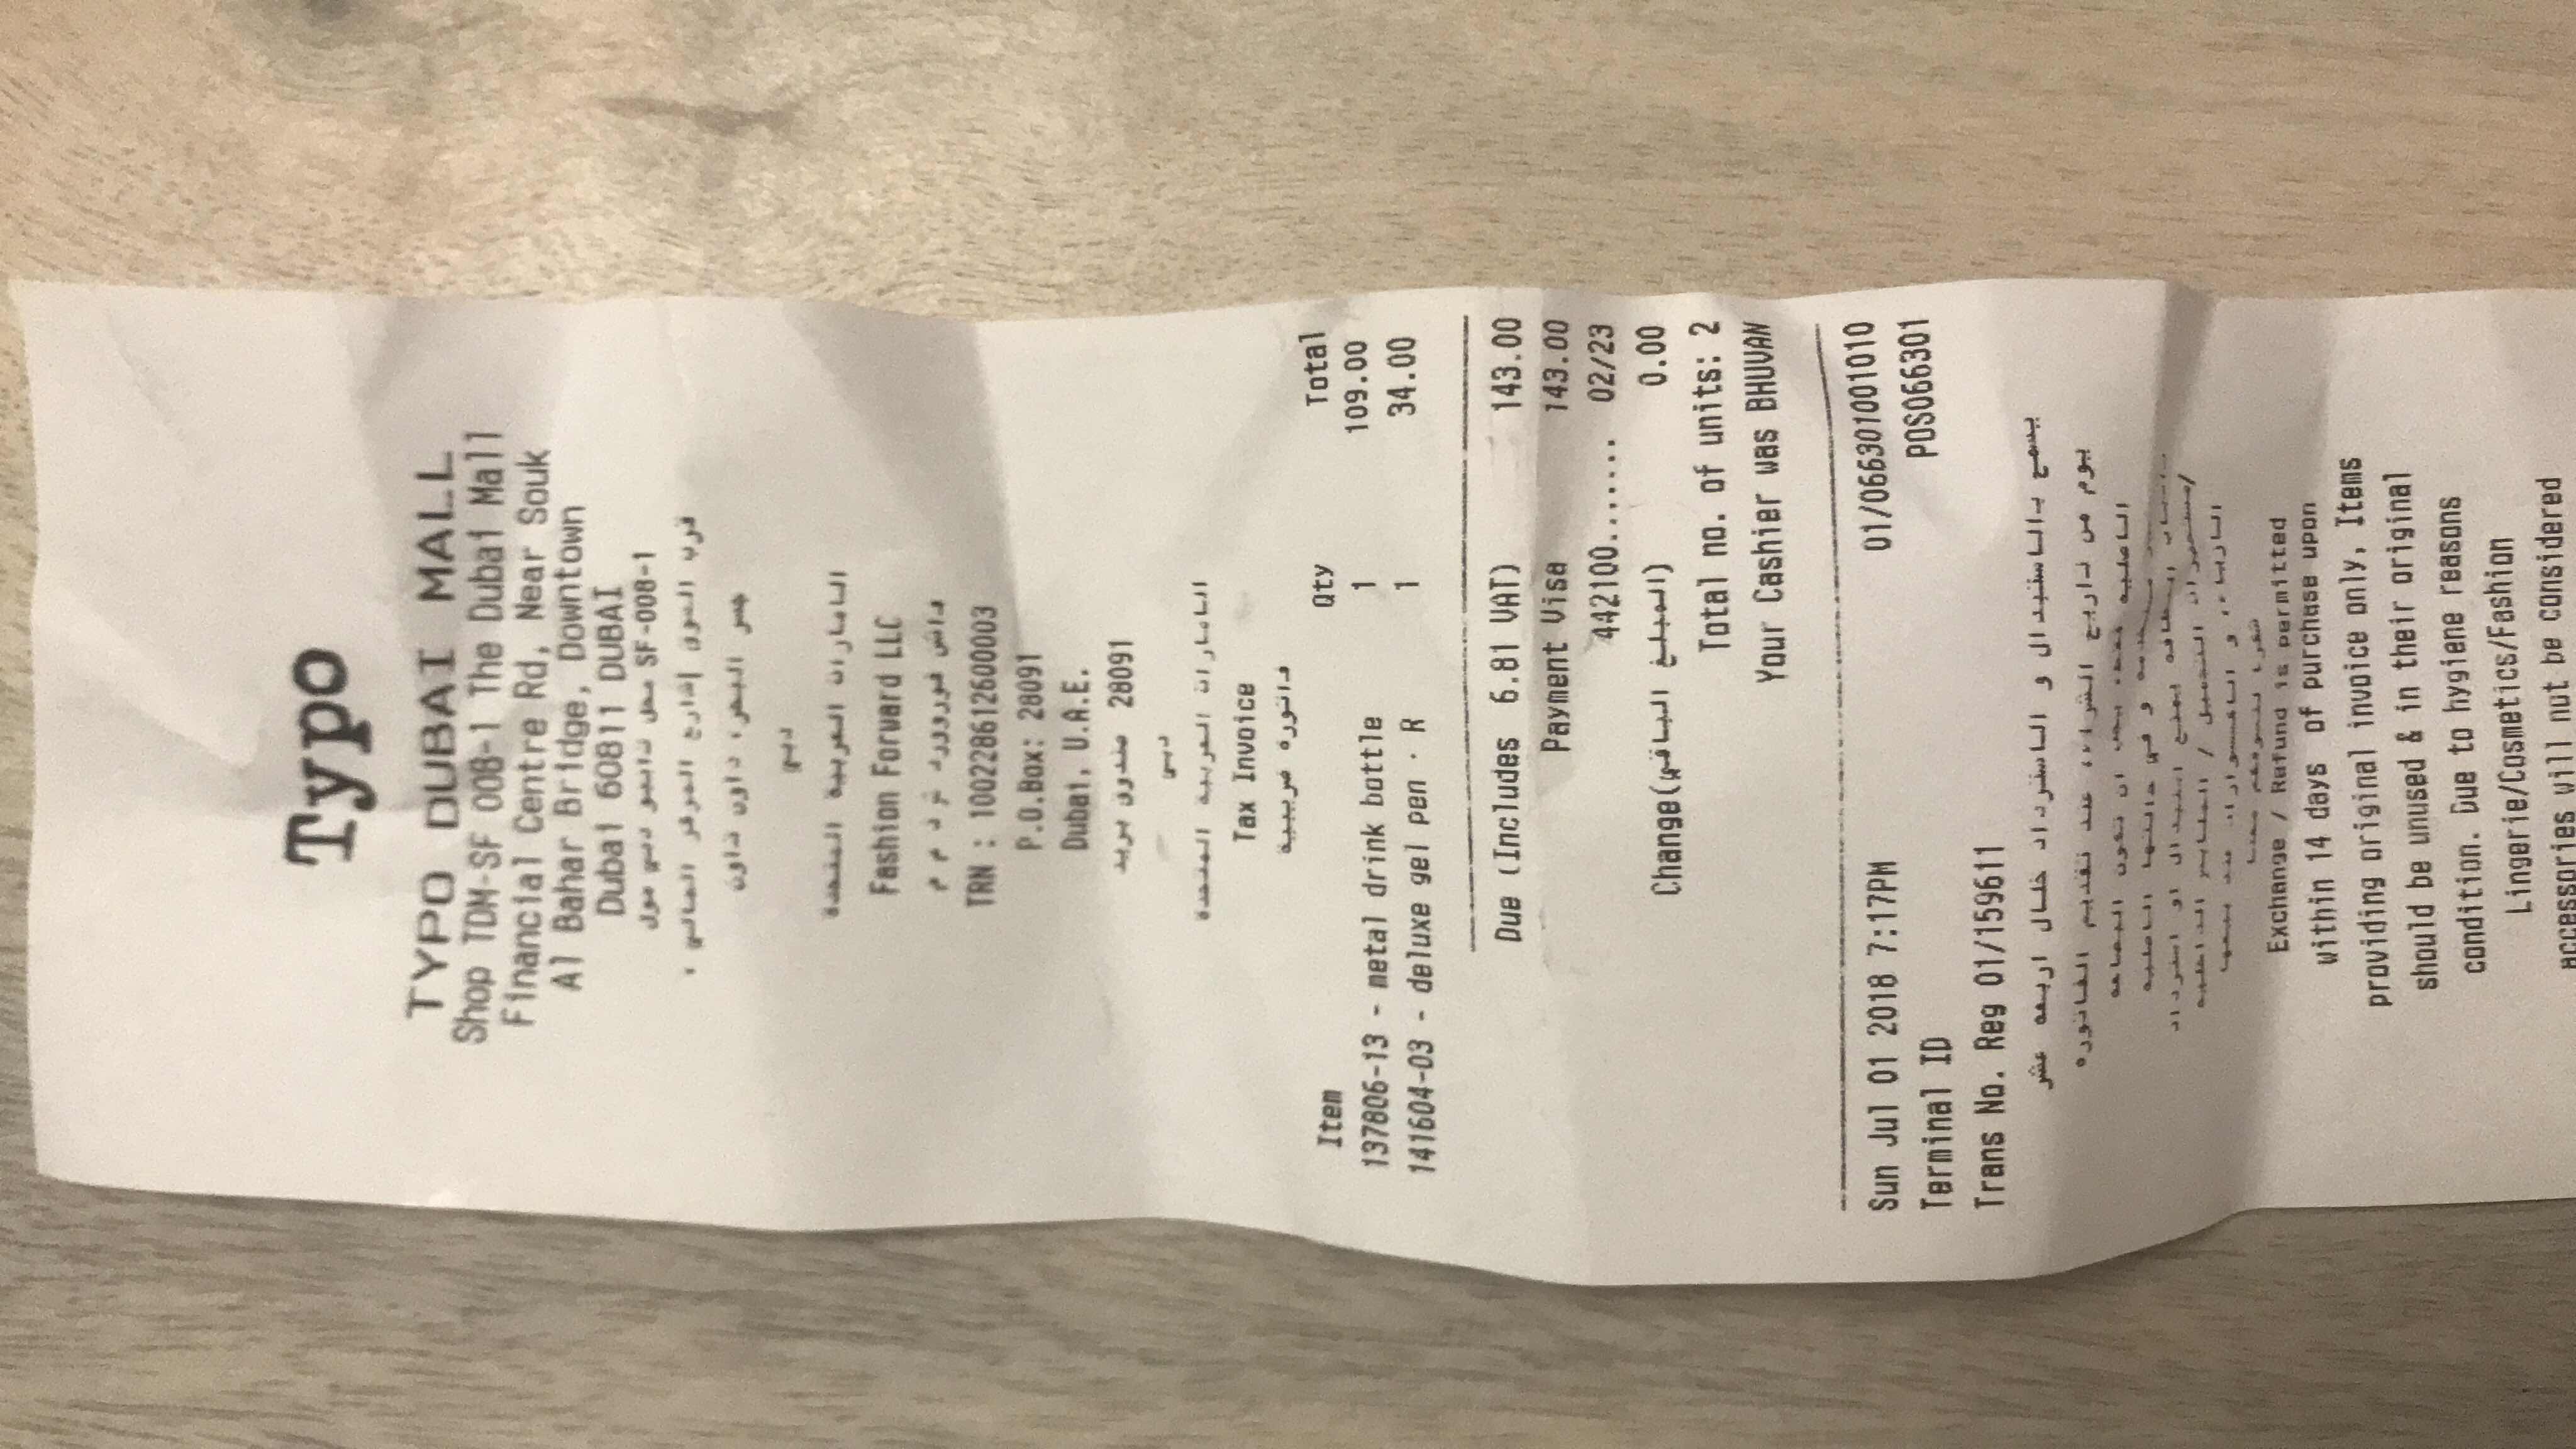 Typo
TYPO DUBAI MALL
Shop TDM-SF 008-1 The Dubai Mall
Financial Centre Rd, Near Souk
Al Bahar Bridge, Downtown
Dubai 60811 DUBAI
محل تايبو دبي مول SF-008-1
قرب السوق إشارع المركز المالي ،
جسر البحر، داون تاون
دبي
الامارات العربية المتحدة
Fashion Forward LLC
فاشن فوروورد ش ذ م م
TRN : 100228612600003
P.O.Box: 28091
Dubai, U.A.E.
صندوق بريد 28091
دبي
الامارات العربية المتحدة
Tax Invoice
فاتورة ضريبية
Item Qty Total
137806-13 - metal drink bottle 1 109.00
141604-03 - deluxe gel pen - R 1 34.00
Due (Includes 6.81 VAT) 143.00
Payment Visa 143.00
442100....... 02/23
Change(المبلغ الباقي) 0.00
Total no. of units: 2
Your Cashier was BHUVAN
Sun Jul 01 2018 7:17PM 01/066301001010
Terminal ID POS066301
Trans No. Reg 01/159611
يسمح بالاستبدال و الاسترداد خلال اربعه عشر
يوم من تاريخ الشراء، عند تقديم الفاتوره
الاصليه فقط، يجب ان تكون البضاعه
و في حالتها الاصليه
يمنع استبدال او استرداد
مستحضرات التجميل / الملابس الداخليه/
الازياء، و الاكسسوارات عند بيعها
شكرا لتسوقكم معنا
Exchange / Refund is permitted
within 14 days of purchase upon
providing original invoice only. Items
should be unused & in their original
condition. Due to hygiene reasons
Lingerie/Cosmetics/Fashion
accessories will not be considered